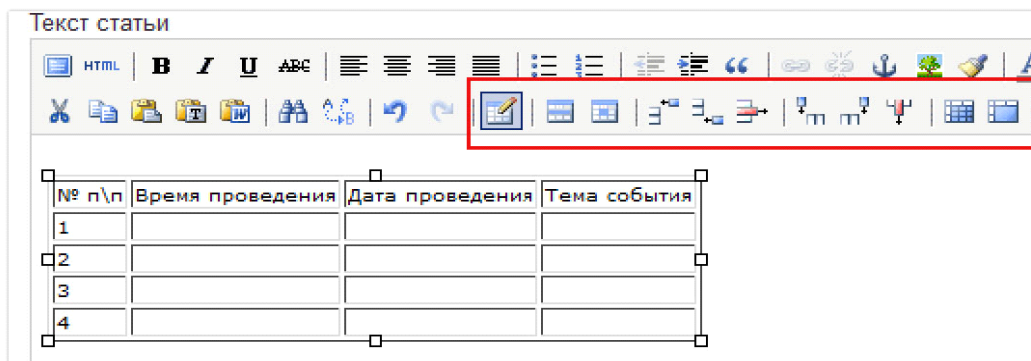 Текст статьи
HTML B I U ABC A
T W A B
№ п\п Время проведения Дата проведения Тема события
1
2
3
4